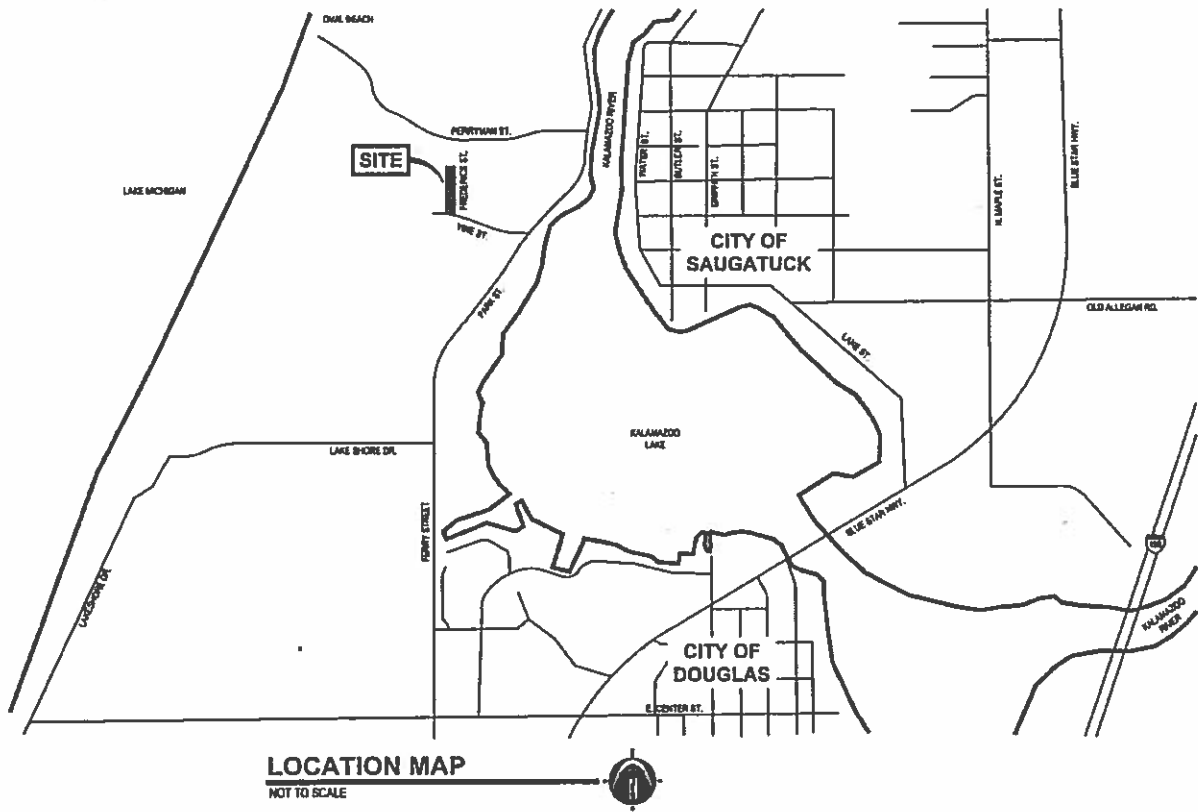 OVAL BEACH
PERRYMAN ST.
SITE
FREDERICK ST.
LAKE MICHIGAN
VINE ST.
PARK ST.
KALAMAZOO RIVER
WATER ST.
BUTLER ST.
GRIFFITH ST.
N. MAPLE ST.
BLUE STAR HWY.
CITY OF
SAUGATUCK
OLD ALLEGAN RD.
LAKE ST.
KALAMAZOO
LAKE
LAKE SHORE DR.
FERRY STREET
BLUE STAR HWY.
LAKESHORE DR.
KALAMAZOO
RIVER
CITY OF
DOUGLAS
E. CENTER ST.
LOCATION MAP
NOT TO SCALE